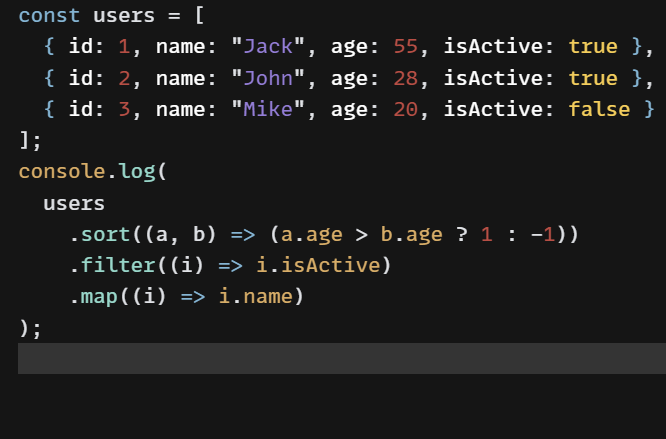 const users = [
  { id: 1, name: "Jack", age: 55, isActive: true },
  { id: 2, name: "John", age: 28, isActive: true },
  { id: 3, name: "Mike", age: 20, isActive: false }
];
console.log(
  users
    .sort((a, b) => (a.age > b.age ? 1 : -1))
    .filter((i) => i.isActive)
    .map((i) => i.name)
);